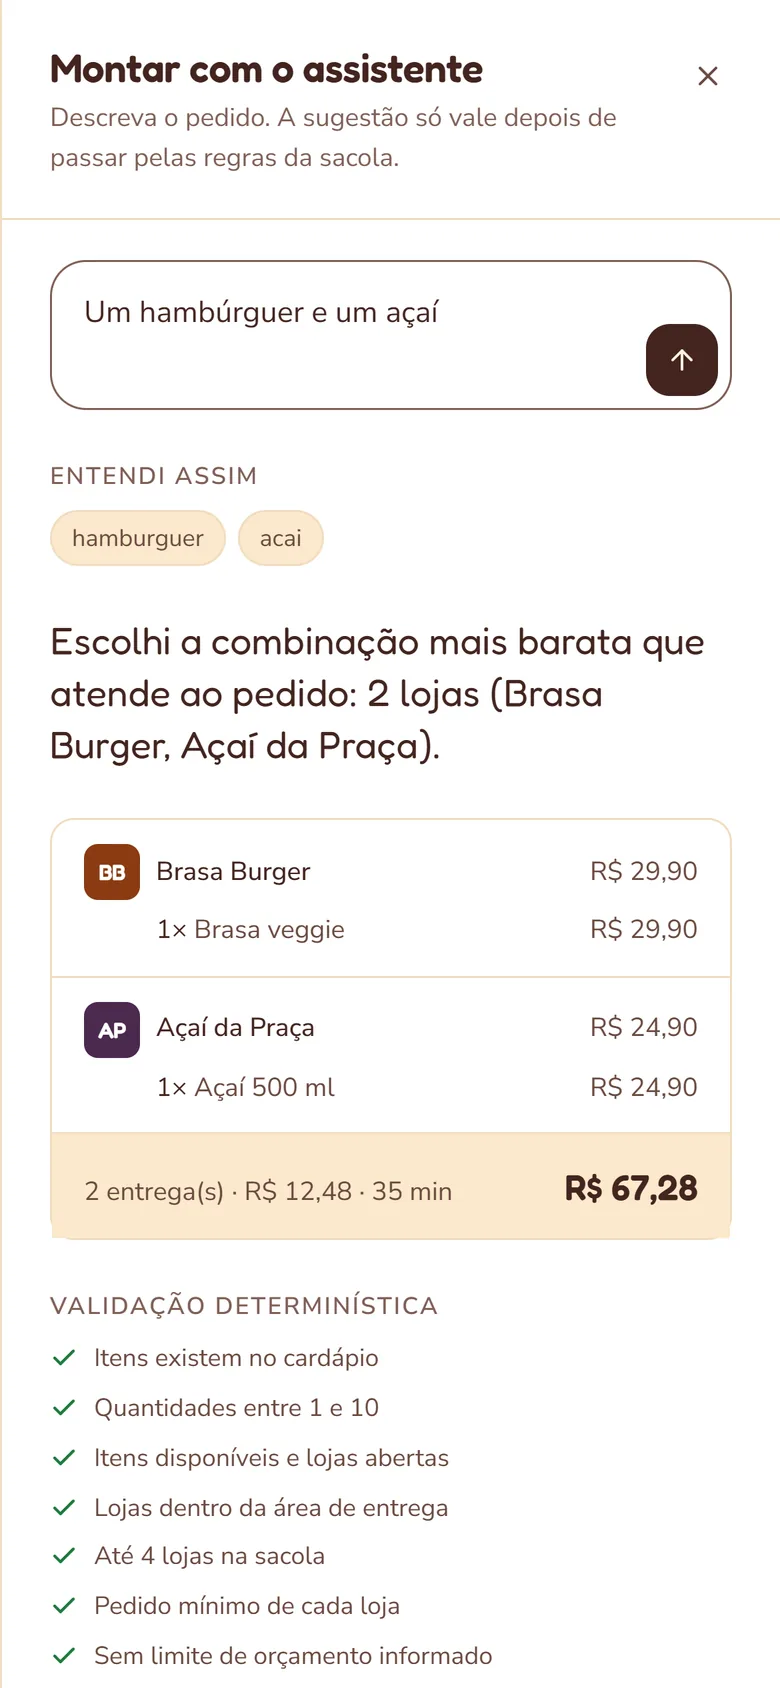 Montar com o assistente
Descreva o pedido. A sugestão só vale depois de
passar pelas regras da sacola.
Um hambúrguer e um açaí
ENTENDI ASSIM
hamburguer acai
Escolhi a combinação mais barata que
atende ao pedido: 2 lojas (Brasa
Burger, Açaí da Praça).
BB Brasa Burger R$ 29,90
1× Brasa veggie R$ 29,90
AP Açaí da Praça R$ 24,90
1× Açaí 500 ml R$ 24,90
2 entrega(s) · R$ 12,48 · 35 min R$ 67,28
VALIDAÇÃO DETERMINÍSTICA
Itens existem no cardápio
Quantidades entre 1 e 10
Itens disponíveis e lojas abertas
Lojas dentro da área de entrega
Até 4 lojas na sacola
Pedido mínimo de cada loja
Sem limite de orçamento informado